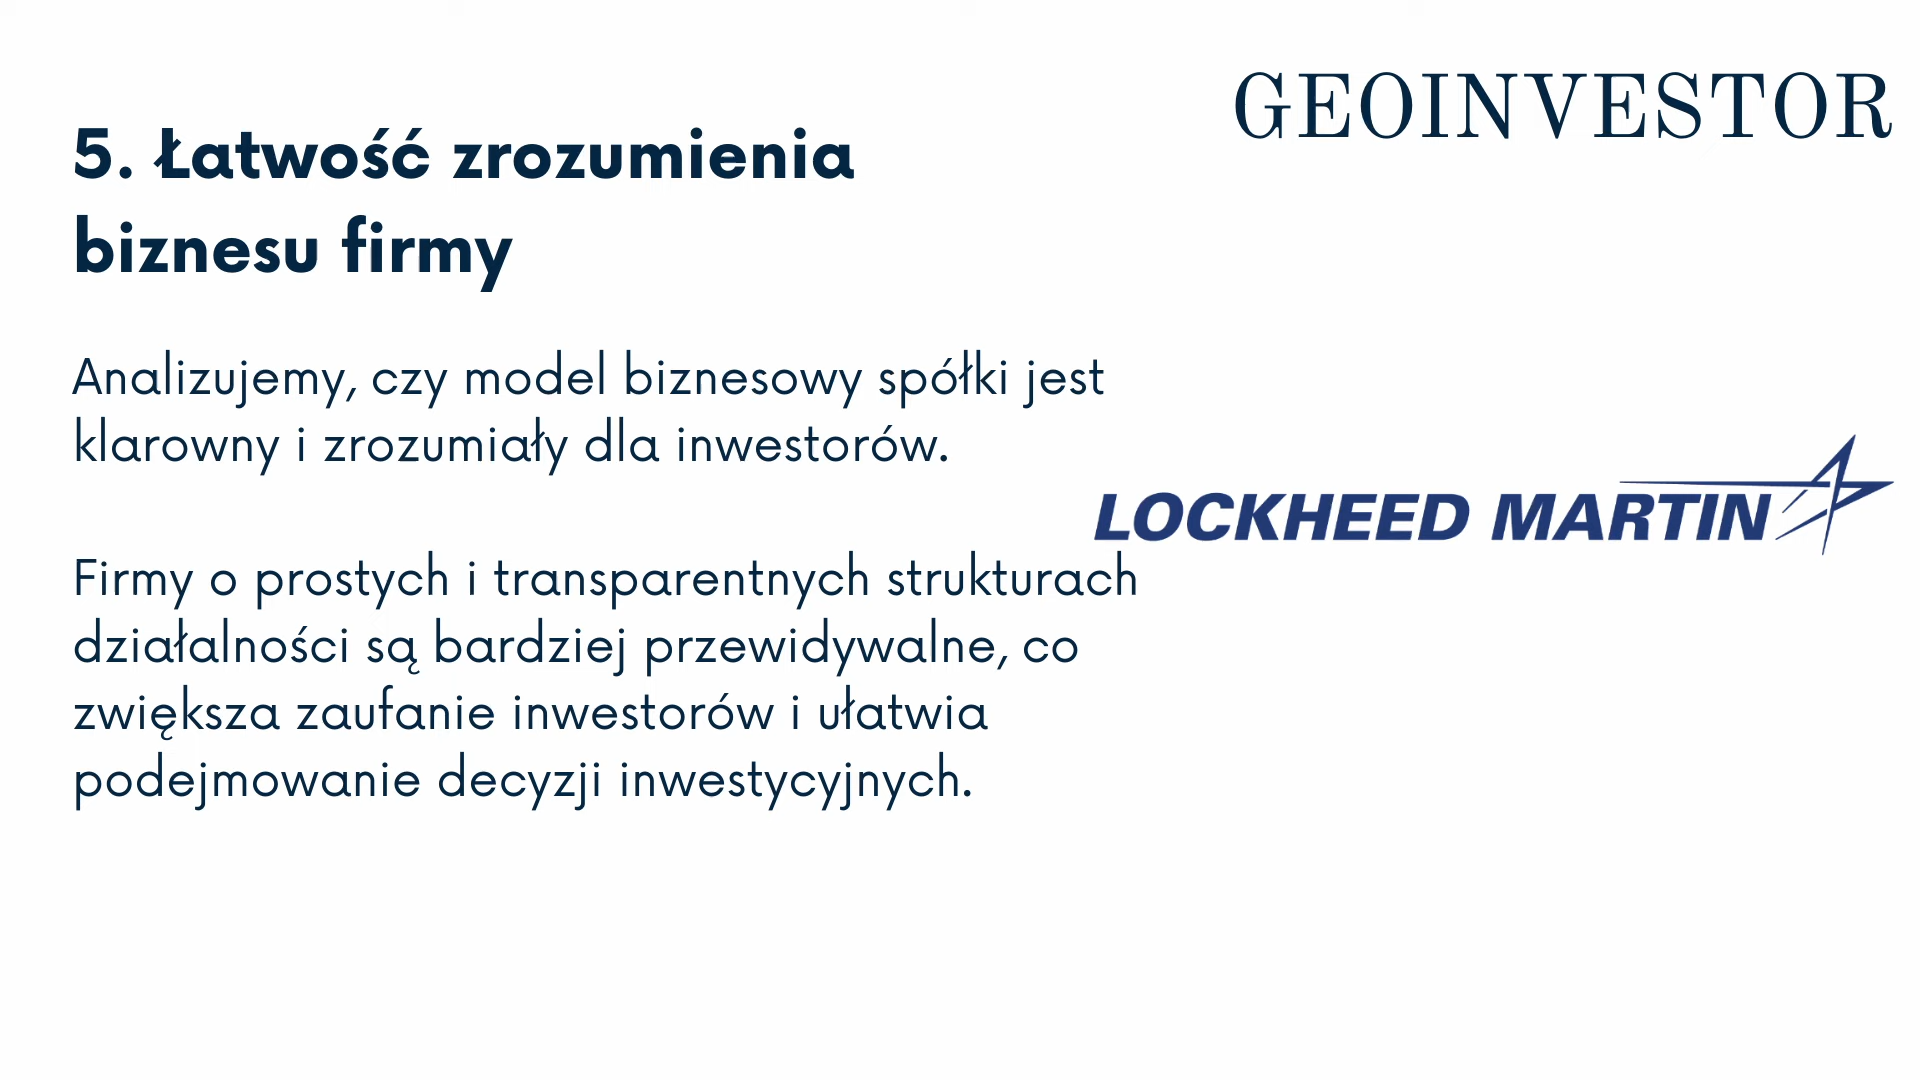 GEOINVESTOR
5. Łatwość zrozumienia
biznesu firmy
Analizujemy, czy model biznesowy spółki jest
klarowny i zrozumiały dla inwestorów.
LOCKHEED MARTIN
Firmy o prostych i transparentnych strukturach
działalności są bardziej przewidywalne, co
zwiększa zaufanie inwestorów i ułatwia
podejmowanie decyzji inwestycyjnych.